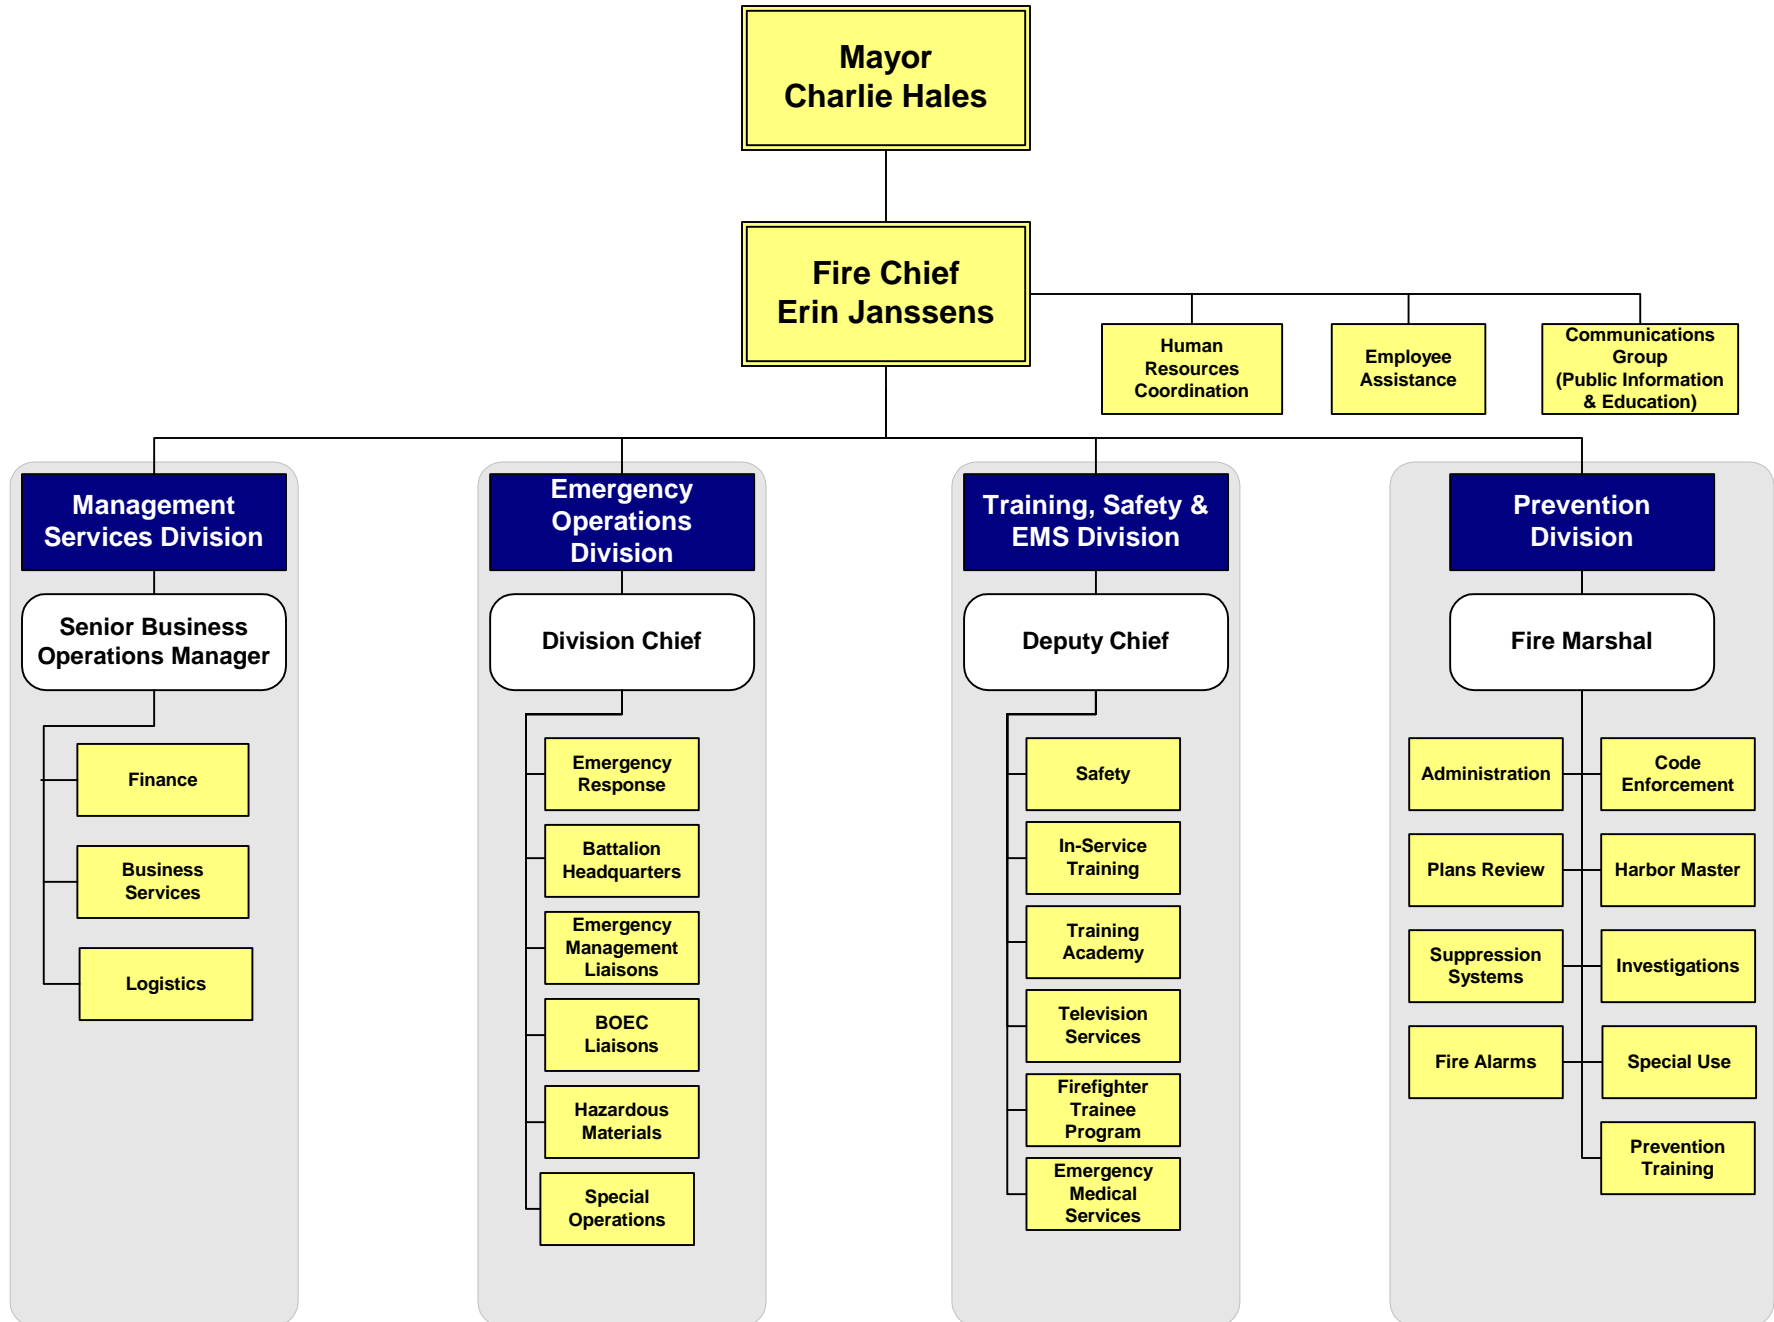 Mayor
Charlie Hales
Fire Chief
Erin Janssens
Human
Resources
Coordination
Employee
Assistance
Communications
Group
(Public Information
& Education)
Management
Services Division
Senior Business
Operations Manager
Finance
Business
Services
Logistics
Emergency
Operations
Division
Division Chief
Emergency
Response
Battalion
Headquarters
Emergency
Management
Liaisons
BOEC
Liaisons
Hazardous
Materials
Special
Operations
Training, Safety &
EMS Division
Deputy Chief
Safety
In-Service
Training
Training
Academy
Television
Services
Firefighter
Trainee
Program
Emergency
Medical
Services
Prevention
Division
Fire Marshal
Administration
Code
Enforcement
Plans Review
Harbor Master
Suppression
Systems
Investigations
Fire Alarms
Special Use
Prevention
Training